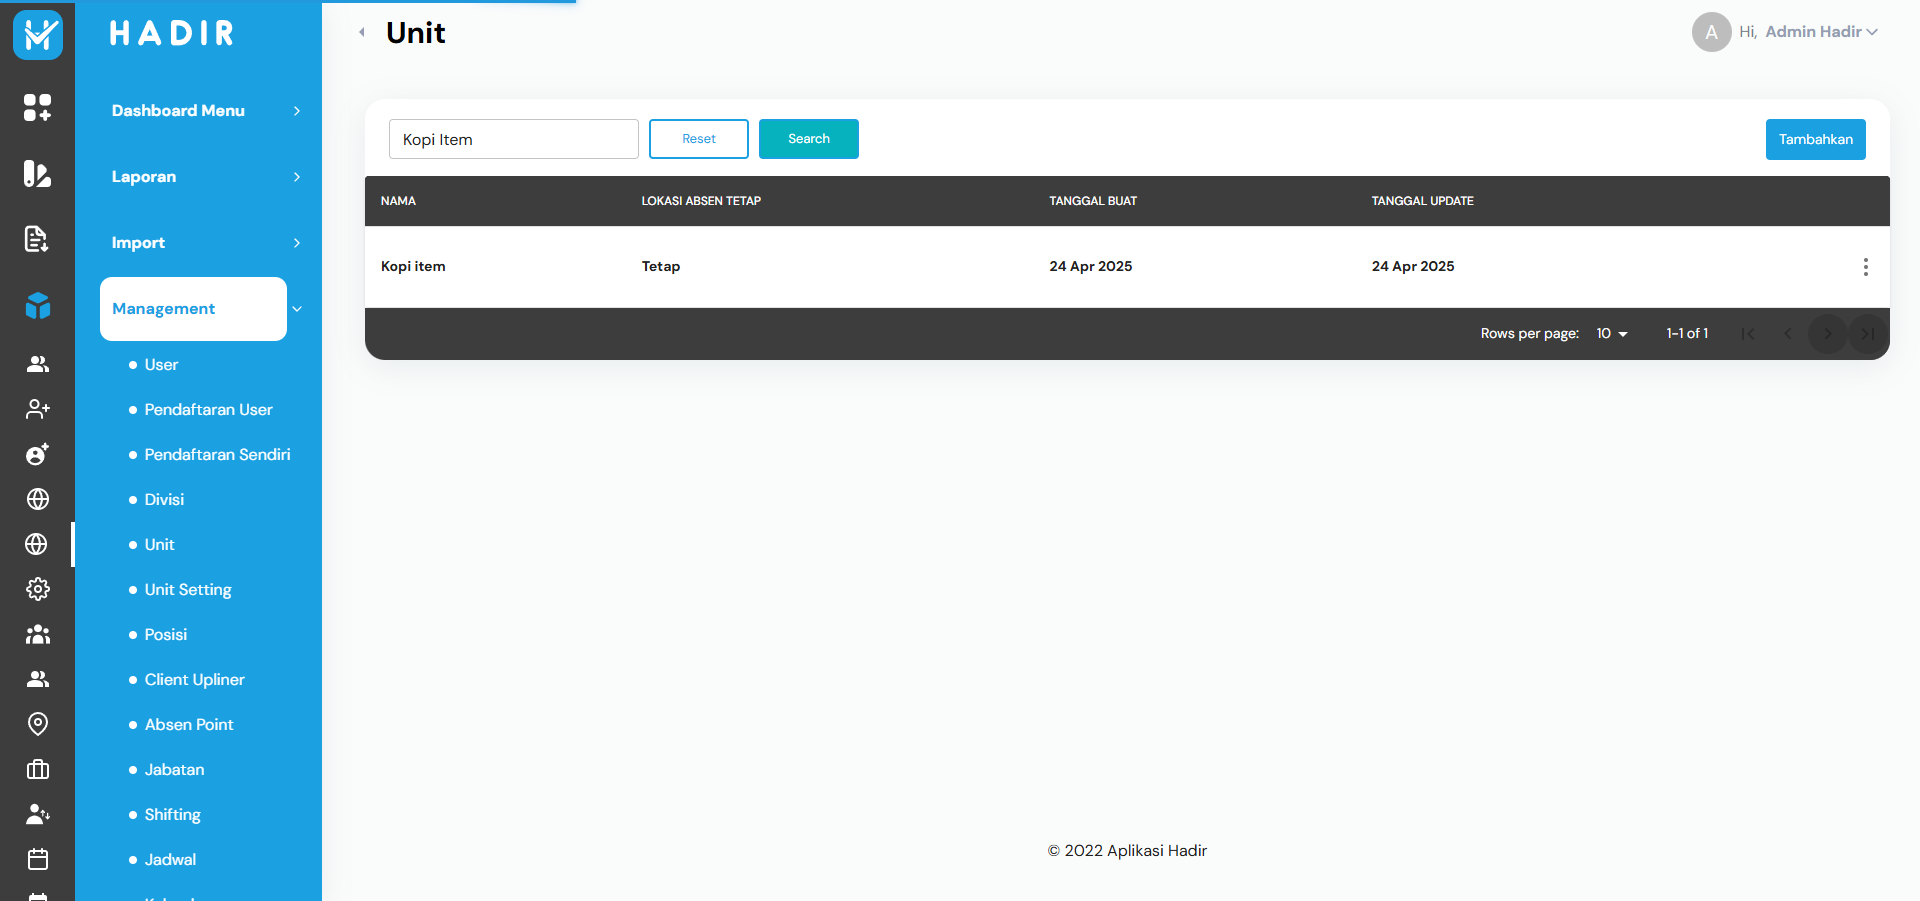 HADIR
Unit
A
Hi, Admin Hadir
Dashboard Menu
Laporan
Import
Management
User
Pendaftaran User
Pendaftaran Sendiri
Divisi
Unit
Unit Setting
Posisi
Client Upliner
Absen Point
Jabatan
Shifting
Jadwal
Kopi Item
Reset
Search
Tambahkan
NAMA LOKASI ABSEN TETAP TANGGAL BUAT TANGGAL UPDATE
Kopi item Tetap 24 Apr 2025 24 Apr 2025
Rows per page: 10 1-1 of 1
© 2022 Aplikasi Hadir